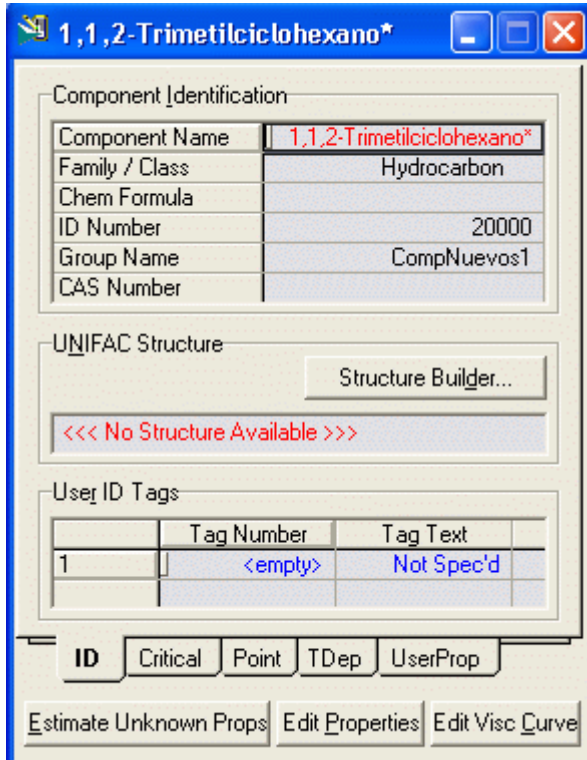 1,1,2-Trimetilciclohexano*
Component Identification
Component Name 1,1,2-Trimetilciclohexano*
Family / Class Hydrocarbon
Chem Formula
ID Number 20000
Group Name CompNuevos1
CAS Number
UNIFAC Structure
Structure Builder...
<<< No Structure Available >>>
User ID Tags
Tag Number Tag Text
1 <empty> Not Spec'd
ID Critical Point TDep UserProp
Estimate Unknown Props Edit Properties Edit Visc Curve